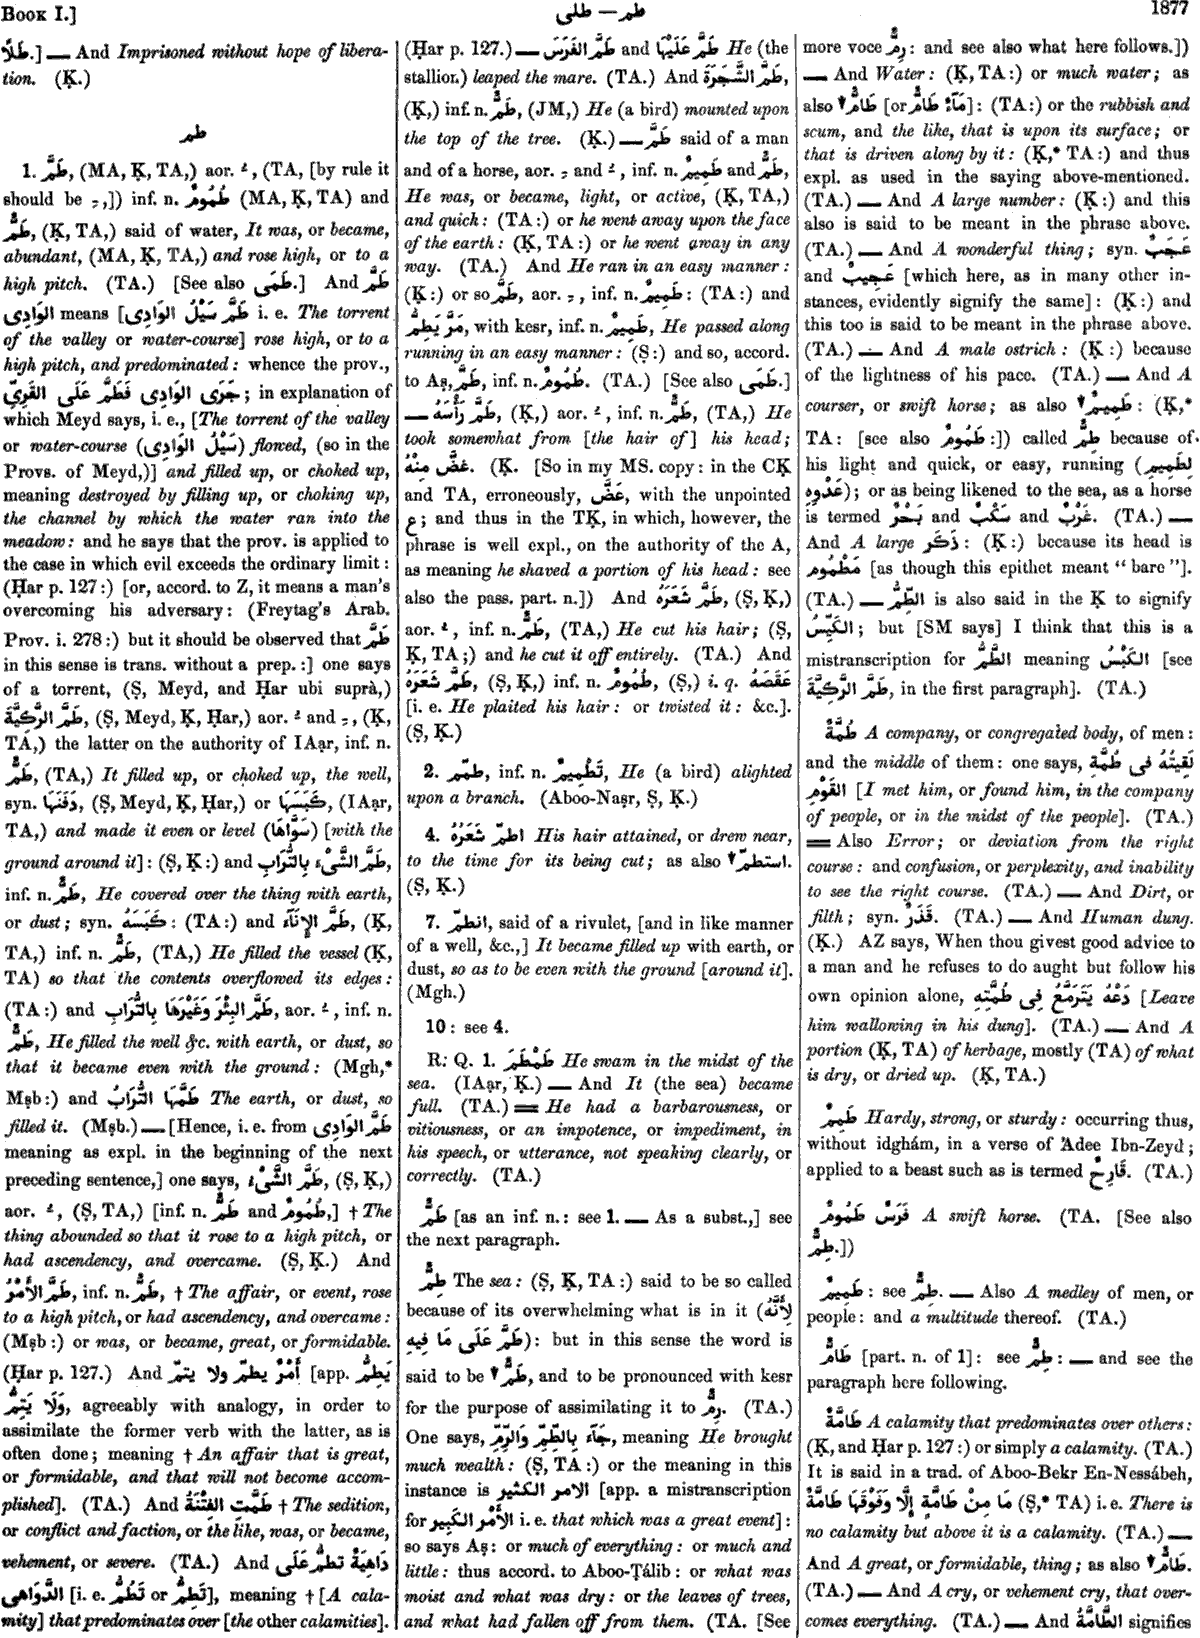 BOOK I.]
طم — طلى
1877
طَلًّا.] — And Imprisoned without hope of libera-
tion. (Ḳ.)
طم
1. طَمَّ, (MA, Ḳ, TA,) aor. ـُ, (TA, [by rule it
should be ـِ,]) inf. n. طُمُومٌ (MA, Ḳ, TA) and
طَمٌّ, (Ḳ, TA,) said of water, It was, or became,
abundant, (MA, Ḳ, TA,) and rose high, or to a
high pitch. (TA.) [See also طَمَى.] And طَمَّ
الوَادِى means [طَمَّ سَيْلُ الوَادِى i. e. The torrent
of the valley or water-course] rose high, or to a
high pitch, and predominated: whence the prov.,
جَرَى الوَادِى فَطَمَّ عَلَى القَرِىِّ; in explanation of
which Meyd says, i. e., [The torrent of the valley
or water-course (سَيْلُ الوَادِى) flowed, (so in the
Provs. of Meyd,)] and filled up, or choked up,
meaning destroyed by filling up, or choking up,
the channel by which the water ran into the
meadow: and he says that the prov. is applied to
the case in which evil exceeds the ordinary limit:
(Ḥar p. 127:) [or, accord. to Z, it means a man's
overcoming his adversary: (Freytag's Arab.
Prov. i. 278:) but it should be observed that طَمَّ
in this sense is trans. without a prep.:] one says
of a torrent, (Ṣ, Meyd, and Ḥar ubi suprà,)
طَمَّ الرَّكِيَّةَ, (Ṣ, Meyd, Ḳ, Ḥar,) aor. ـُ and ـِ, (Ḳ,
TA,) the latter on the authority of IAạr, inf. n.
طَمٌّ, (TA,) It filled up, or choked up, the well,
syn. دَفَنَهَا, (Ṣ, Meyd, Ḳ, Ḥar,) or كَبَسَهَا, (IAạr,
TA,) and made it even or level (سَوَّاهَا) [with the
ground around it]: (Ṣ, Ḳ:) and طَمَّ الشَّىْءَ بِالتُّرَابِ,
inf. n. طَمٌّ, He covered over the thing with earth,
or dust; syn. كَبَسَهُ: (TA:) and طَمَّ الإِنَآءَ, (Ḳ,
TA,) inf. n. طَمٌّ, (TA,) He filled the vessel (Ḳ,
TA) so that the contents overflowed its edges:
(TA:) and طَمَّ البِئْرَ وَغَيْرَهَا بِالتُّرَابِ, aor. ـُ, inf. n.
طَمٌّ, He filled the well &c. with earth, or dust, so
that it became even with the ground: (Mgh,*
Mṣb:) and طَمَّهَا التُّرَابُ The earth, or dust, so
filled it. (Mṣb.) — [Hence, i. e. from طَمَّ الوَادِى
meaning as expl. in the beginning of the next
preceding sentence,] one says, طَمَّ الشَّىْءُ, (Ṣ, Ḳ,)
aor. ـُ, (Ṣ, TA,) [inf. n. طَمٌّ and طُمُومٌ,] † The
thing abounded so that it rose to a high pitch, or
had ascendency, and overcame. (Ṣ, Ḳ.) And
طَمَّ الأَمْرُ, inf. n. طَمٌّ, † The affair, or event, rose
to a high pitch, or had ascendency, and overcame:
(Mṣb:) or was, or became, great, or formidable.
(Ḥar p. 127.) And أَمْرٌ يطمّ ولا يتمّ [app. يَطِمُّ
وَلَا يَتِمُّ, agreeably with analogy, in order to
assimilate the former verb with the latter, as is
often done; meaning † An affair that is great,
or formidable, and that will not become accom-
plished]. (TA.) And طَمَّتِ الفِتْنَةُ † The sedition,
or conflict and faction, or the like, was, or became,
vehement, or severe. (TA.) And دَاهِيَةٌ تطمّ عَلَى
الدَّوَاهِى [i. e. تَطُمُّ or تَطِمُّ], meaning † [A cala-
mity] that predominates over [the other calamities].
(Ḥar p. 127.) — طَمَّ الفَرَسَ and طَمَّ عَلَيْهَا He (the
stallion) leaped the mare. (TA.) And طَمَّ الشَّجَرَةَ,
(Ḳ,) inf. n. طَمٌّ, (JM,) He (a bird) mounted upon
the top of the tree. (Ḳ.) — طَمَّ said of a man
and of a horse, aor. ـِ and ـُ, inf. n. طَمِيمٌ and طَمٌّ,
He was, or became, light, or active, (Ḳ, TA,)
and quick: (TA:) or he went away upon the face
of the earth: (Ḳ, TA:) or he went away in any
way. (TA.) And He ran in an easy manner:
(Ḳ:) or so طَمَّ, aor. ـِ, inf. n. طَمِيمٌ: (TA:) and
مَرَّ يَطِمُّ, with kesr, inf. n. طَمِيمٌ, He passed along
running in an easy manner: (Ṣ:) and so, accord.
to Aṣ, طَمَّ, inf. n. طُمُومٌ. (TA.) [See also طَمَى.]
— طَمَّ رَأْسَهُ, (Ḳ,) aor. ـُ, inf. n. طَمٌّ, (TA,) He
took somewhat from [the hair of] his head;
غَضَّ مِنْهُ. (Ḳ. [So in my MS. copy: in the CḲ
and TA, erroneously, عَضَّ, with the unpointed
ع; and thus in the TḲ, in which, however, the
phrase is well expl., on the authority of the A,
as meaning he shaved a portion of his head: see
also the pass. part. n.]) And طَمَّ شَعَرَهُ, (Ṣ, Ḳ,)
aor. ـُ, inf. n. طَمٌّ, (TA,) He cut his hair; (Ṣ,
Ḳ, TA;) and he cut it off entirely. (TA.) And
طَمَّ شَعَرَهُ, (Ṣ, Ḳ,) inf. n. طُمُومٌ, (Ṣ,) i. q. عَقَصَهُ
[i. e. He plaited his hair: or twisted it: &c.].
(Ṣ, Ḳ.)
2. طمّم, inf. n. تَطْمِيمٌ, He (a bird) alighted
upon a branch. (Aboo-Naṣr, Ṣ, Ḳ.)
4. اطمّ شَعَرُهُ His hair attained, or drew near,
to the time for its being cut; as also ▼استطمّ.
(Ṣ, Ḳ.)
7. انطمّ, said of a rivulet, [and in like manner
of a well, &c.,] It became filled up with earth, or
dust, so as to be even with the ground [around it].
(Mgh.)
10: see 4.
R. Q. 1. طَمْطَمَ He swam in the midst of the
sea. (IAạr, Ḳ.) — And It (the sea) became
full. (TA.) = He had a barbarousness, or
vitiousness, or an impotence, or impediment, in
his speech, or utterance, not speaking clearly, or
correctly. (TA.)
طَمٌّ [as an inf. n.: see 1. — As a subst.,] see
the next paragraph.
طِمٌّ The sea: (Ṣ, Ḳ, TA:) said to be so called
because of its overwhelming what is in it (لِأَنَّهُ
طَمَّ عَلَى مَا فِيهِ): but in this sense the word is
said to be ▼طَمٌّ, and to be pronounced with kesr
for the purpose of assimilating it to رِمٌّ. (TA.)
One says, جَآءَ بِالطِّمِّ وَالرِّمِّ, meaning He brought
much wealth: (Ṣ, TA:) or the meaning in this
instance is الامر الكثير [app. a mistranscription
for الأَمْر الكَبِير i. e. that which was a great event]:
so says Aṣ: or much of everything: or much and
little: thus accord. to Aboo-Ṭálib: or what was
moist and what was dry: or the leaves of trees,
and what had fallen off from them. (TA. [See
more voce رِمٌّ: and see also what here follows.])
— And Water: (Ḳ, TA:) or much water; as
also ▼طَامٌّ [or مَآءٌ طَامٌّ]: (TA:) or the rubbish and
scum, and the like, that is upon its surface; or
that is driven along by it: (Ḳ,* TA:) and thus
expl. as used in the saying above-mentioned.
(TA.) — And A large number: (Ḳ:) and this
also is said to be meant in the phrase above.
(TA.) — And A wonderful thing; syn. عَجَبٌ
and عَجِيبٌ [which here, as in many other in-
stances, evidently signify the same]: (Ḳ:) and
this too is said to be meant in the phrase above.
(TA.) — And A male ostrich: (Ḳ:) because
of the lightness of his pace. (TA.) — And A
courser, or swift horse; as also ▼طَمِيمٌ: (Ḳ,*
TA: [see also طَمُومٌ:]) called طِمٌّ because of
his light and quick, or easy, running (لِطَمِيمِ
عَدْوِهِ); or as being likened to the sea, as a horse
is termed بَحْرٌ and سَكْبٌ and غَرْبٌ. (TA.) —
And A large ذَكَر: (Ḳ:) because its head is
مَطْمُوم [as though this epithet meant "bare"].
(TA.) — الطِّمُّ is also said in the Ḳ to signify
الكَيِّسُ; but [SM says] I think that this is a
mistranscription for الطَّمُّ meaning الكَبْسُ [see
طَمَّ الرَّكِيَّةَ, in the first paragraph]. (TA.)
طُمَّةٌ A company, or congregated body, of men:
and the middle of them: one says, لَقِيتُهُ فِى طُمَّةِ
القَوْمِ [I met him, or found him, in the company
of people, or in the midst of the people]. (TA.)
= Also Error; or deviation from the right
course: and confusion, or perplexity, and inability
to see the right course. (TA.) — And Dirt, or
filth; syn. قَذَرٌ. (TA.) — And Human dung.
(Ḳ.) AZ says, When thou givest good advice to
a man and he refuses to do aught but follow his
own opinion alone, دَعْهُ يَتَرَمَّعُ فِى طُمَّتِهِ [Leave
him wallowing in his dung]. (TA.) — And A
portion (Ḳ, TA) of herbage, mostly (TA) of what
is dry, or dried up. (Ḳ, TA.)
طَمِمٌ Hardy, strong, or sturdy: occurring thus,
without idghám, in a verse of 'Adee Ibn-Zeyd;
applied to a beast such as is termed قَارِحٌ. (TA.)
فَرَسٌ طَمُومٌ A swift horse. (TA. [See also
طِمٌّ.])
طَمِيمٌ: see طِمٌّ. — Also A medley of men, or
people: and a multitude thereof. (TA.)
طَامٌّ [part. n. of 1]: see طِمٌّ: — and see the
paragraph here following.
طَامَّةٌ A calamity that predominates over others:
(Ḳ, and Ḥar p. 127:) or simply a calamity. (TA.)
It is said in a trad. of Aboo-Bekr En-Nessábeh,
مَا مِنْ طَامَّةٍ إِلَّا وَفَوْقَهَا طَامَّةٌ (Ṣ,* TA) i. e. There is
no calamity but above it is a calamity. (TA.) —
And A great, or formidable, thing; as also ▼طَامٌّ.
(TA.) — And A cry, or vehement cry, that over-
comes everything. (TA.) — And الطَّامَّةُ signifies